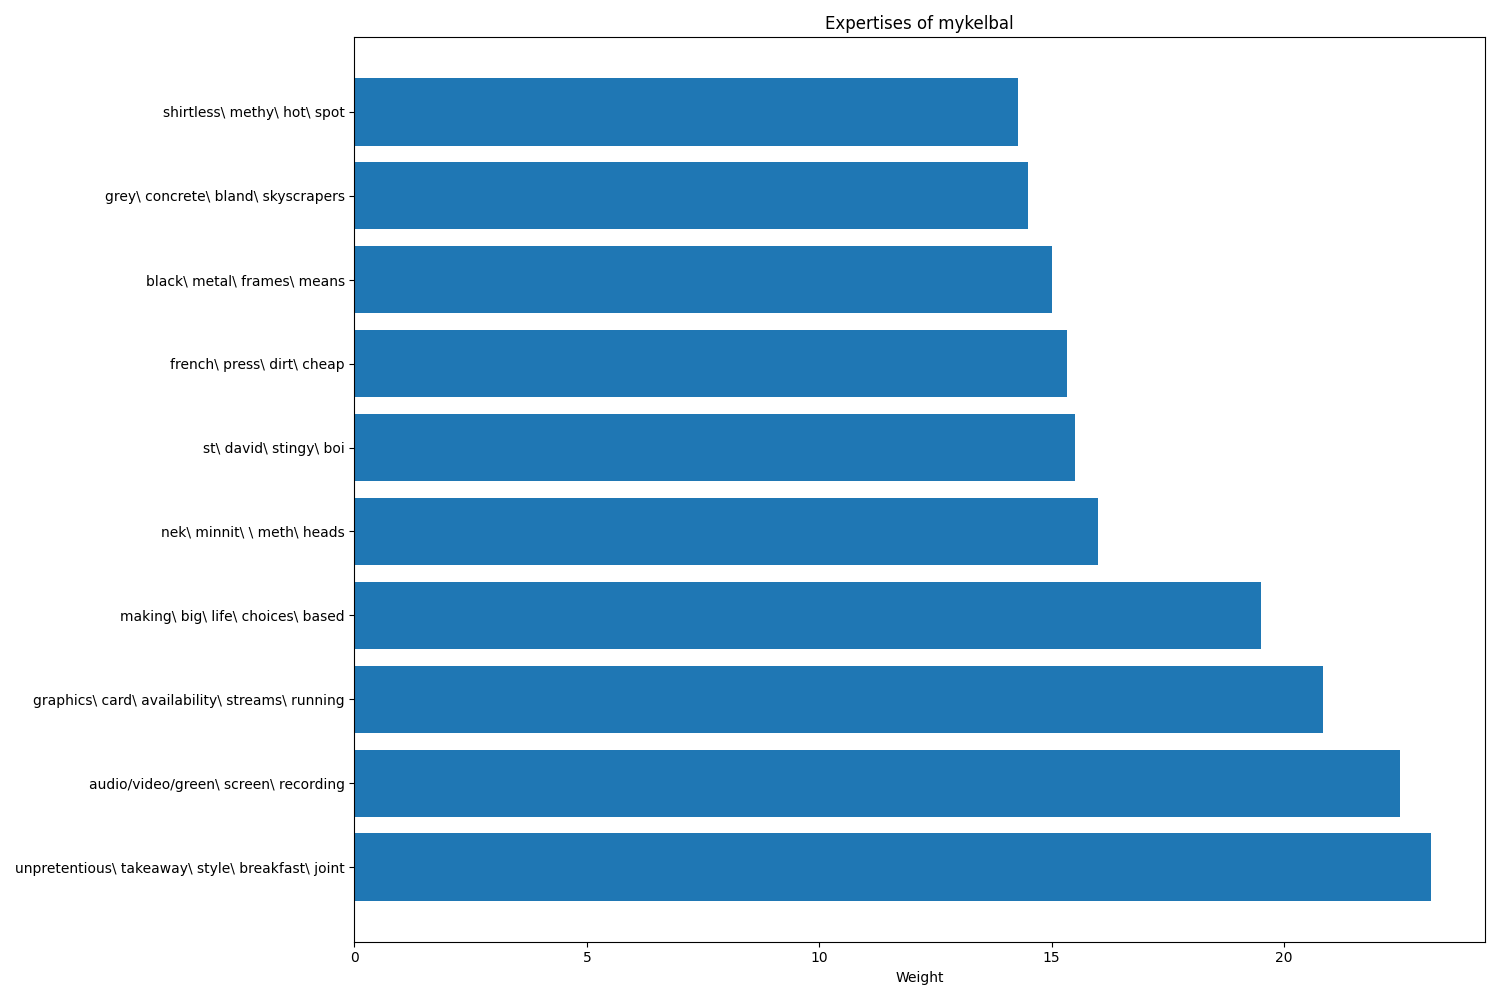 Expertises of mykelbal
shirtless\ methy\ hot\ spot
grey\ concrete\ bland\ skyscrapers
black\ metal\ frames\ means
french\ press\ dirt\ cheap
st\ david\ stingy\ boi
nek\ minnit\ \ meth\ heads
making\ big\ life\ choices\ based
graphics\ card\ availability\ streams\ running
audio/video/green\ screen\ recording
unpretentious\ takeaway\ style\ breakfast\ joint
0 5 10 15 20
Weight